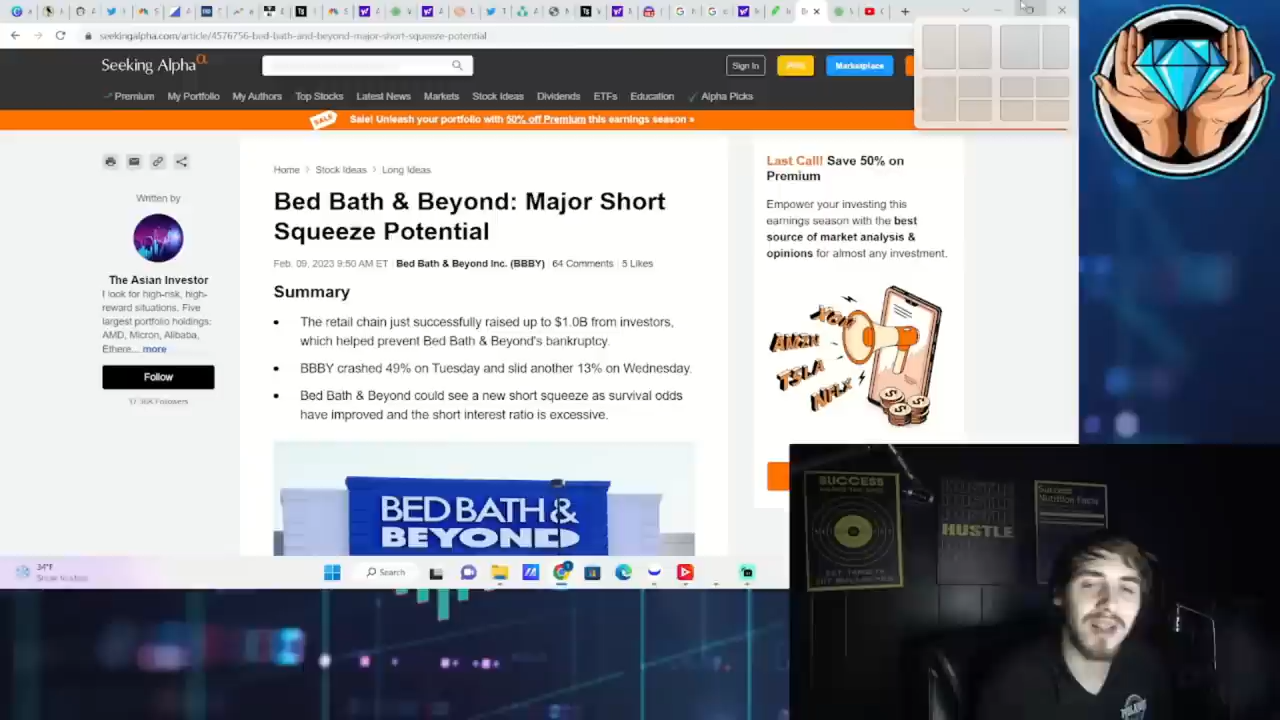 seekingalpha.com/article/4576756-bed-bath-and-beyond-major-short-squeeze-potential
Seeking Alpha α
Sign In
Marketplace
Premium My Portfolio My Authors Top Stocks Latest News Markets Stock Ideas Dividends ETFs Education Alpha Picks
SALE Sale! Unleash your portfolio with 50% off Premium this earnings season »
Home > Stock Ideas > Long Ideas
Written by
The Asian Investor
I look for high-risk, high-
reward situations. Five
largest portfolio holdings:
AMD, Micron, Alibaba,
Ethere... more
Follow
Bed Bath & Beyond: Major Short
Squeeze Potential
Feb. 09, 2023 9:50 AM ET Bed Bath & Beyond Inc. (BBBY) 64 Comments 5 Likes
Summary
The retail chain just successfully raised up to $1.0B from investors,
which helped prevent Bed Bath & Beyond's bankruptcy.
BBBY crashed 49% on Tuesday and slid another 13% on Wednesday.
Bed Bath & Beyond could see a new short squeeze as survival odds
have improved and the short interest ratio is excessive.
BED BATH &
BEYOND
Last Call! Save 50% on
Premium
Empower your investing this
earnings season with the best
source of market analysis &
opinions for almost any investment.
AMZN
TSLA
NFLX
34°F
Search
SUCCESS
HUSTLE
Success
Nutrition Facts